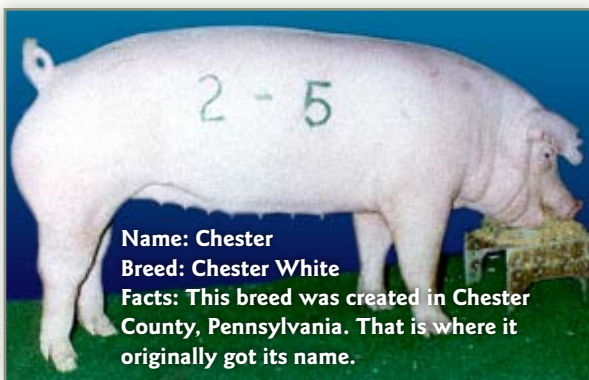 2 - 5
Name: Chester
Breed: Chester White
Facts: This breed was created in Chester
County, Pennsylvania. That is where it
originally got its name.